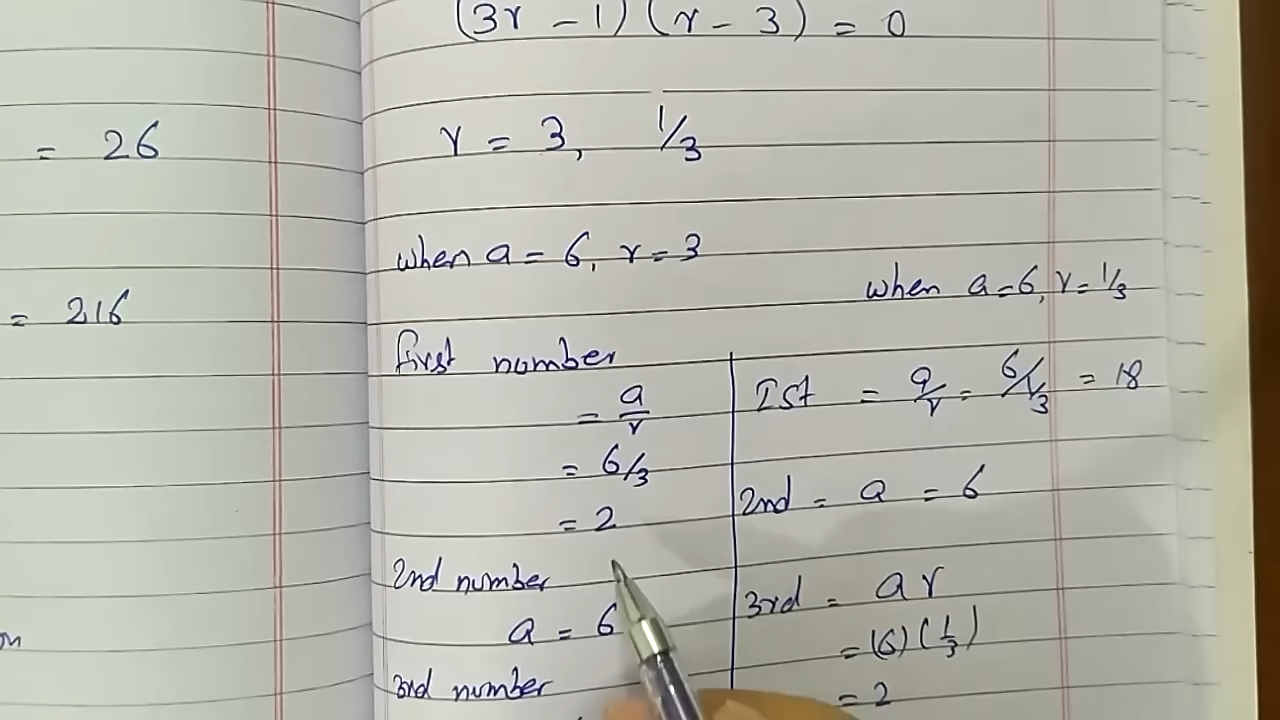 = 26
= 216
(3r - 1) (r - 3) = 0
r = 3, 1/3
when a = 6, r = 3
first number
= a/r
= 6/3
= 2
2nd number
a = 6
3rd number
when a = 6, r = 1/3
Ist = a/r = 6/1/3 = 18
2nd = a = 6
3rd = ar
= (6) (1/3)
= 2